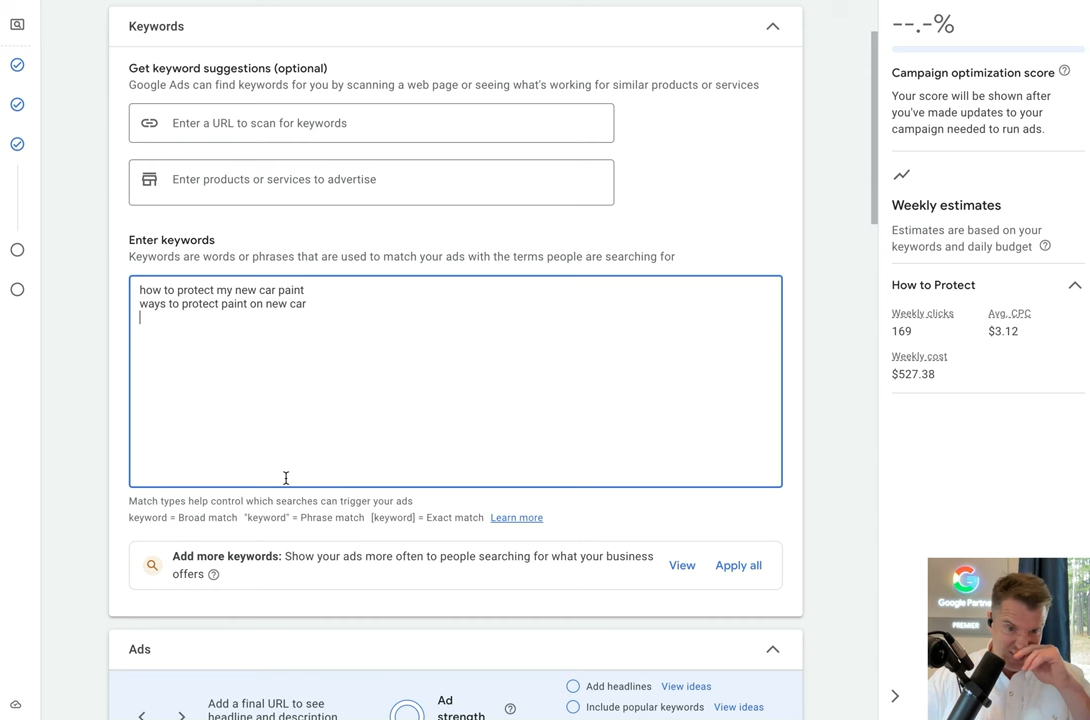 Keywords
Get keyword suggestions (optional)
Google Ads can find keywords for you by scanning a web page or seeing what's working for similar products or services
Enter a URL to scan for keywords
Enter products or services to advertise
Enter keywords
Keywords are words or phrases that are used to match your ads with the terms people are searching for
how to protect my new car paint
ways to protect paint on new car
Match types help control which searches can trigger your ads
keyword = Broad match "keyword" = Phrase match [keyword] = Exact match Learn more
Add more keywords: Show your ads more often to people searching for what your business
offers
View Apply all
Ads
Add a final URL to see
headline and description
Ad
strength
Add headlines View ideas
Include popular keywords View ideas
--.-%
Campaign optimization score
Your score will be shown after
you've made updates to your
campaign needed to run ads.
Weekly estimates
Estimates are based on your
keywords and daily budget
How to Protect
Weekly clicks Avg. CPC
169 $3.12
Weekly cost
$527.38
Google Partne
PREMIER